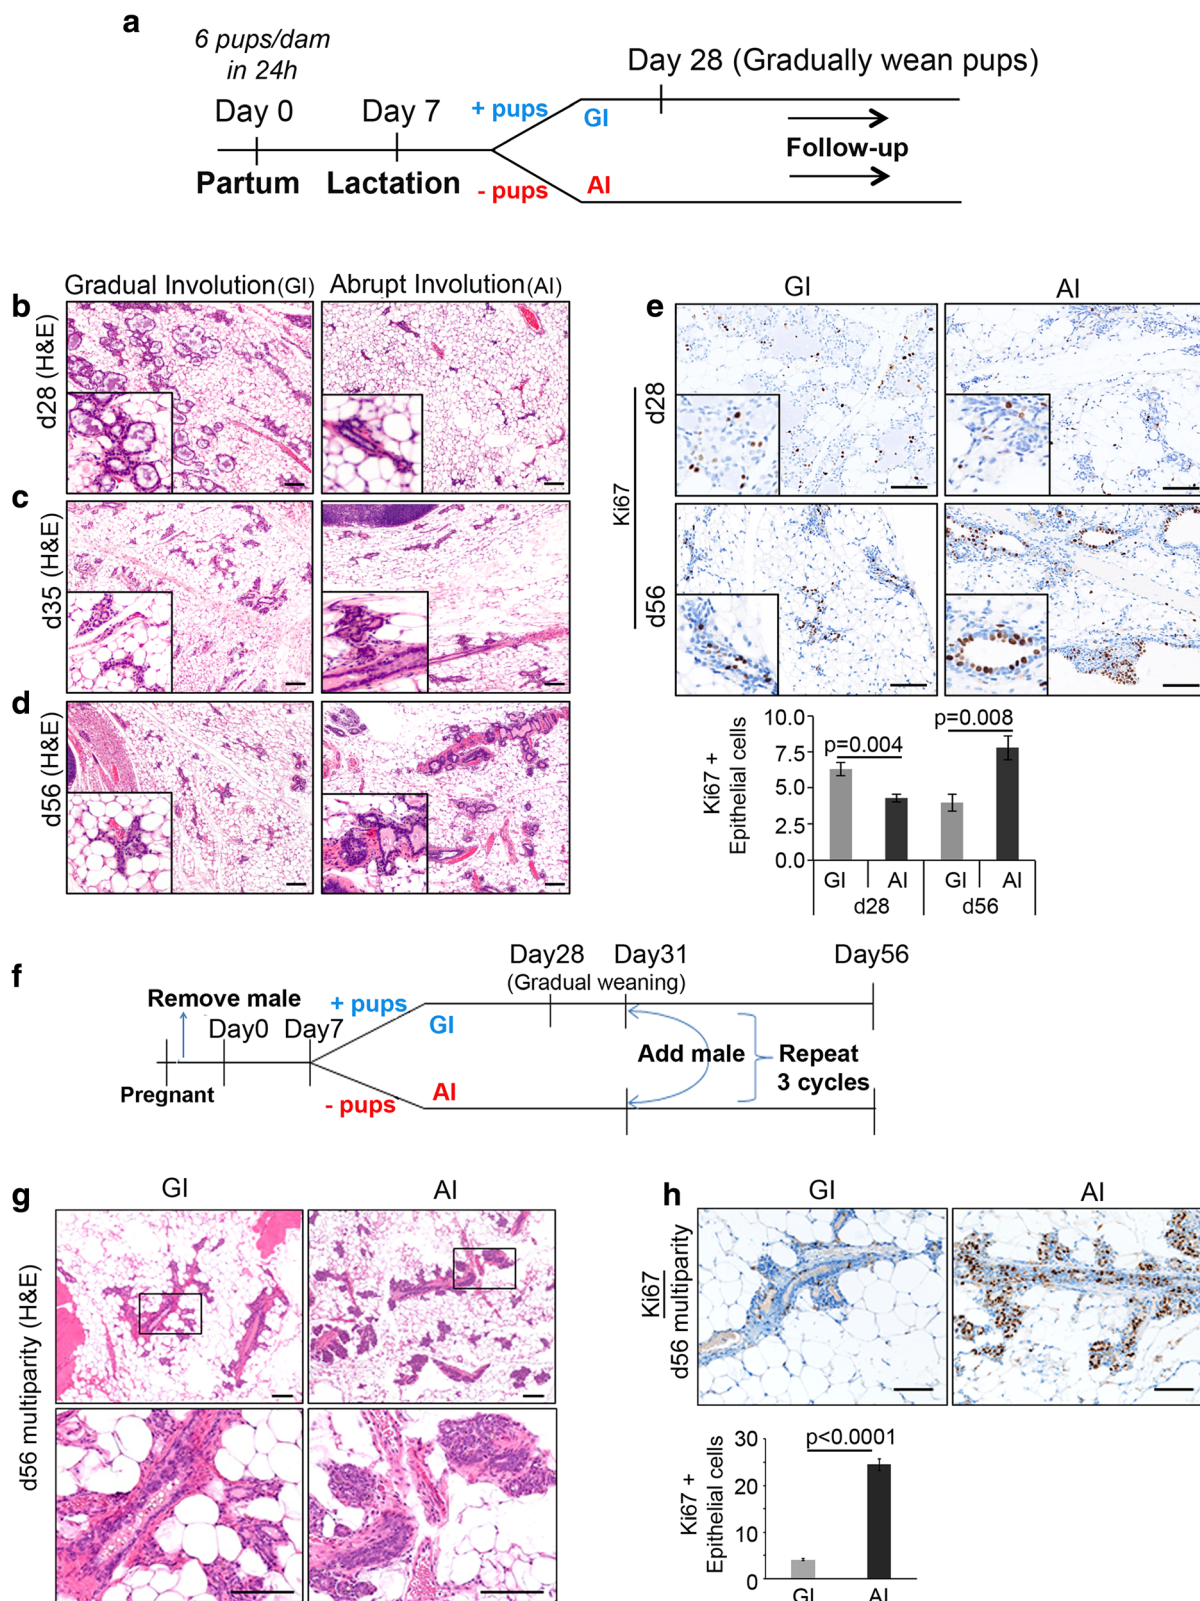 a
6 pups/dam
in 24h
Day 0
Day 7
+ pups
GI
Day 28 (Gradually wean pups)
Follow-up
Partum
Lactation
- pups
AI
Gradual Involution (GI)
Abrupt Involution (AI)
b
d28 (H&E)
c
d35 (H&E)
d
d56 (H&E)
e
GI
AI
Ki67
d28
d56
Ki67 +
Epithelial cells
10.0
7.5
5.0
2.5
0.0
p=0.004
p=0.008
GI
AI
GI
AI
d28
d56
f
Remove male
Day0
Day7
Pregnant
+ pups
GI
- pups
AI
Day28
Day31
(Gradual weaning)
Day56
Add male
Repeat
3 cycles
g
GI
AI
d56 multiparity (H&E)
h
GI
AI
Ki67
d56 multiparity
Ki67 +
Epithelial cells
30
20
10
0
p<0.0001
GI
AI